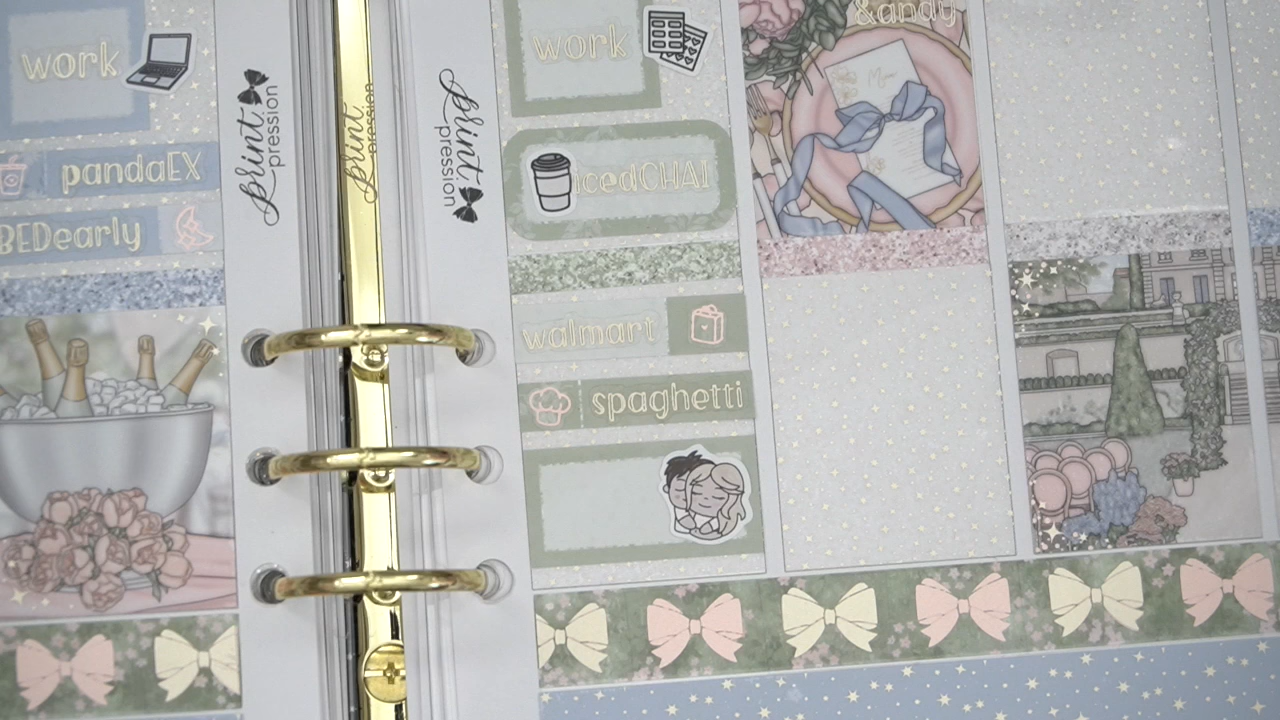 work
pandaEX
BEDearly
print
pression
print
pression
print
pression
work
icedCHAI
walmart
spaghetti
&andy